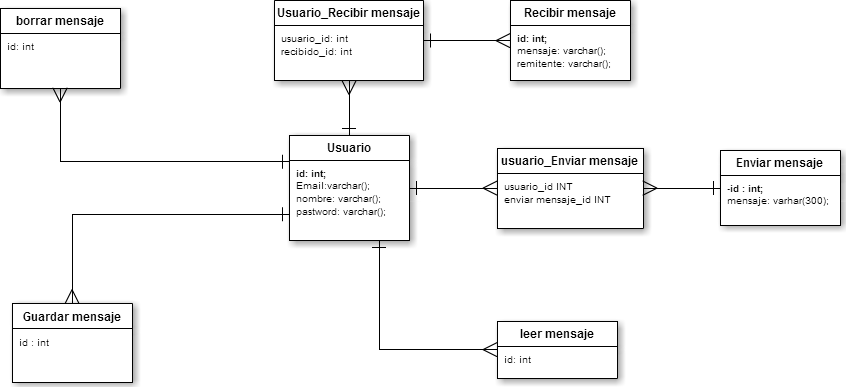 borrar mensaje
id: int
Usuario_Recibir mensaje
usuario_id: int
recibido_id: int
Recibir mensaje
id: int;
mensaje: varchar();
remitente: varchar();
Usuario
id: int;
Email:varchar();
nombre: varchar();
pastword: varchar();
usuario_Enviar mensaje
usuario_id INT
enviar mensaje_id INT
Enviar mensaje
-id : int;
mensaje: varhar(300);
Guardar mensaje
id : int
leer mensaje
id: int